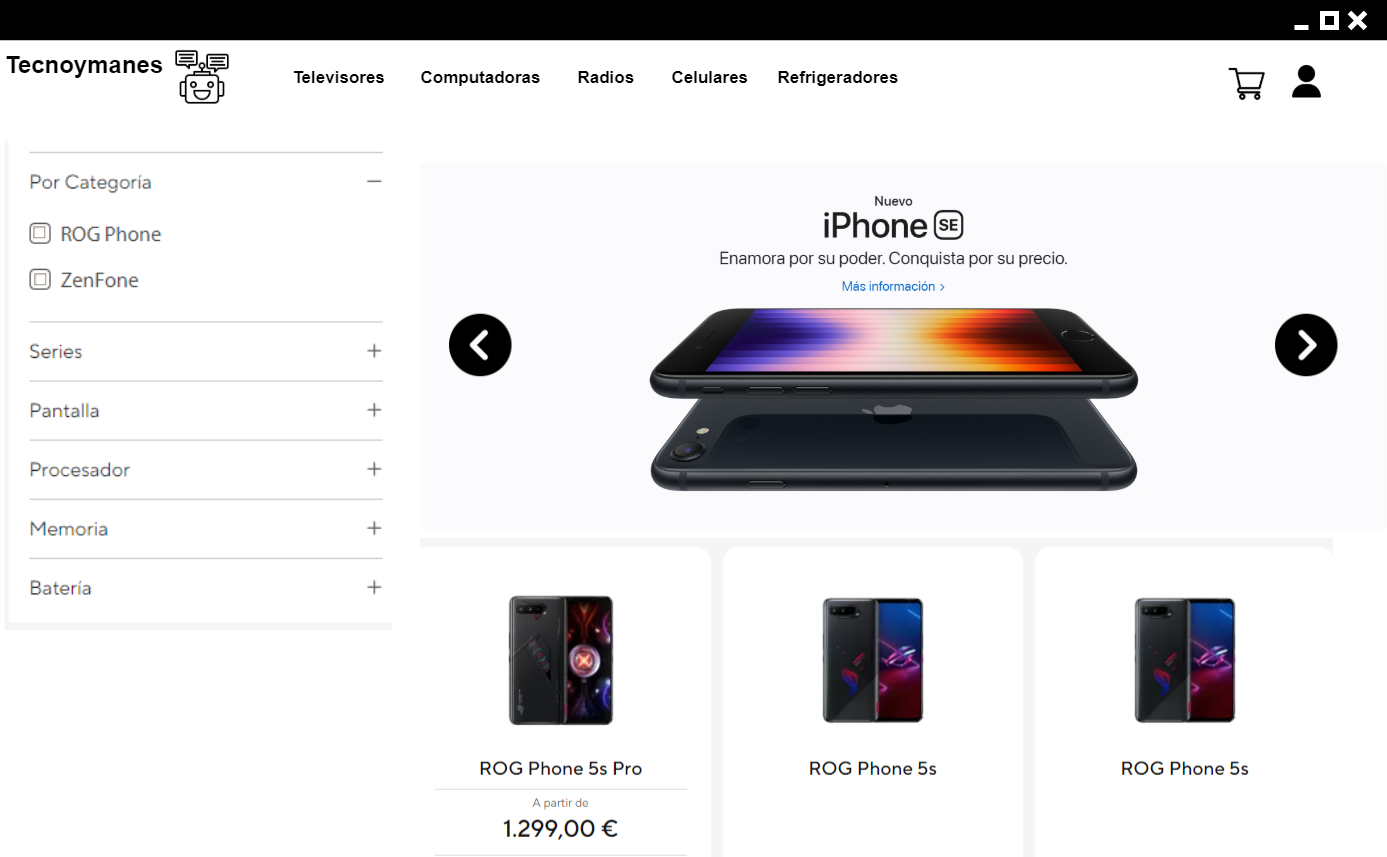 Tecnoymanes
Televisores
Computadoras
Radios
Celulares
Refrigeradores
Por Categoría
ROG Phone
ZenFone
Series
Pantalla
Procesador
Memoria
Batería
Nuevo
iPhone SE
Enamora por su poder. Conquista por su precio.
Más información >
ROG Phone 5s Pro
A partir de
1.299,00 €
ROG Phone 5s
ROG Phone 5s